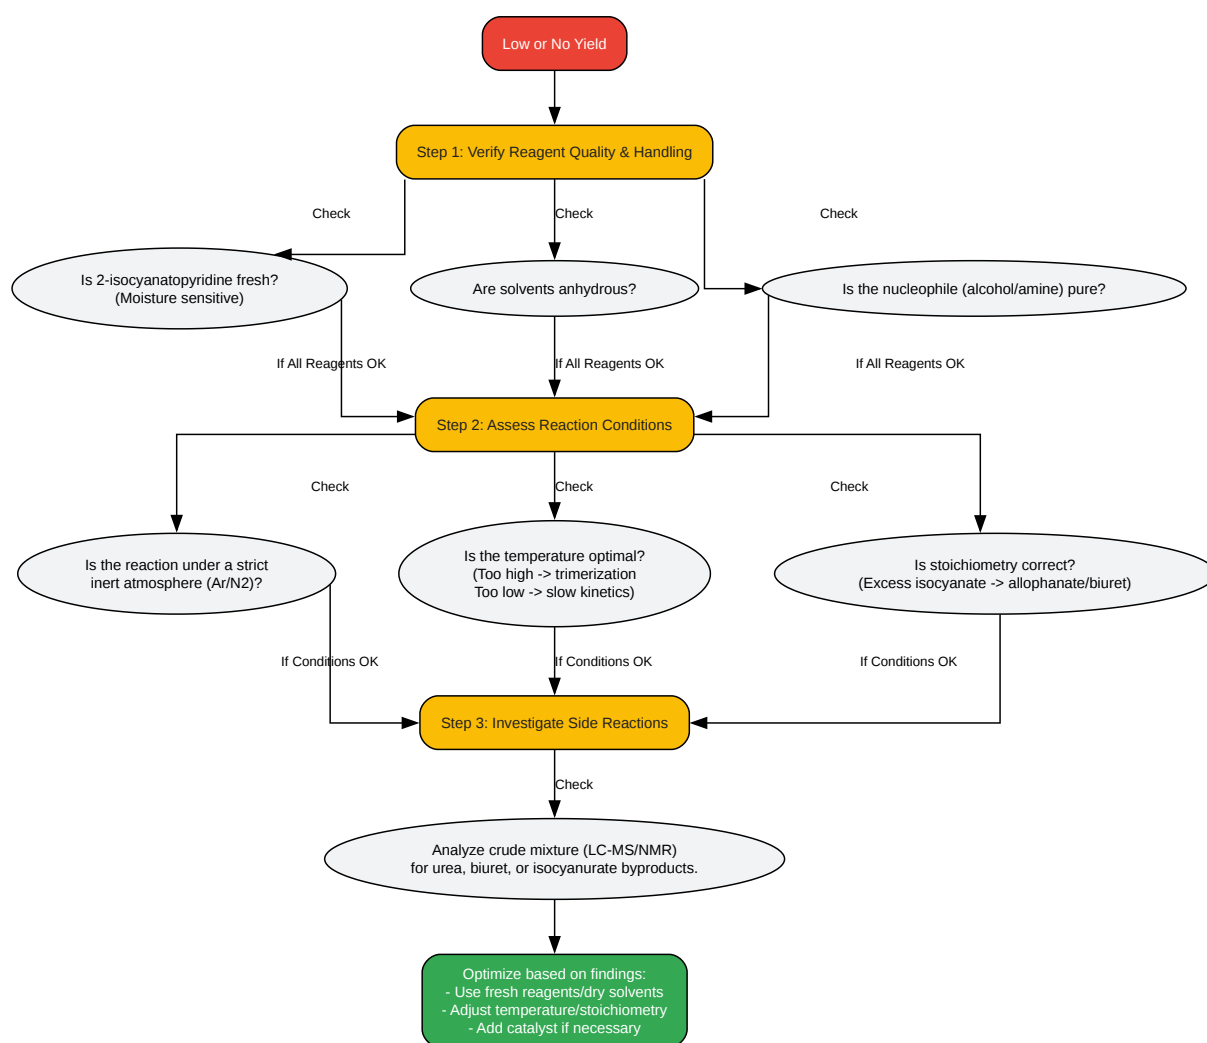 Low or No Yield
Step 1: Verify Reagent Quality & Handling
Check
Check
Check
Is 2-isocyanatopyridine fresh?
(Moisture sensitive)
Are solvents anhydrous?
Is the nucleophile (alcohol/amine) pure?
If All Reagents OK
If All Reagents OK
If All Reagents OK
Step 2: Assess Reaction Conditions
Check
Check
Check
Is the reaction under a strict
inert atmosphere (Ar/N2)?
Is the temperature optimal?
(Too high -> trimerization
Too low -> slow kinetics)
Is stoichiometry correct?
(Excess isocyanate -> allophanate/biuret)
If Conditions OK
If Conditions OK
If Conditions OK
Step 3: Investigate Side Reactions
Check
Analyze crude mixture (LC-MS/NMR)
for urea, biuret, or isocyanurate byproducts.
Optimize based on findings:
- Use fresh reagents/dry solvents
- Adjust temperature/stoichiometry
- Add catalyst if necessary